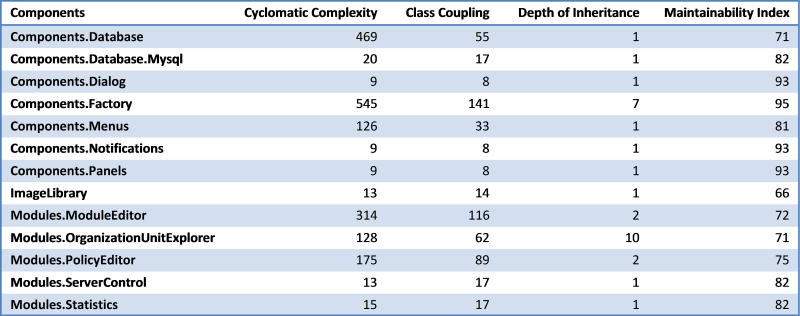 Components Cyclomatic Complexity Class Coupling Depth of Inheritance Maintainability Index
Components.Database 469 55 1 71
Components.Database.Mysql 20 17 1 82
Components.Dialog 9 8 1 93
Components.Factory 545 141 7 95
Components.Menus 126 33 1 81
Components.Notifications 9 8 1 93
Components.Panels 9 8 1 93
ImageLibrary 13 14 1 66
Modules.ModuleEditor 314 116 2 72
Modules.OrganizationUnitExplorer 128 62 10 71
Modules.PolicyEditor 175 89 2 75
Modules.ServerControl 13 17 1 82
Modules.Statistics 15 17 1 82